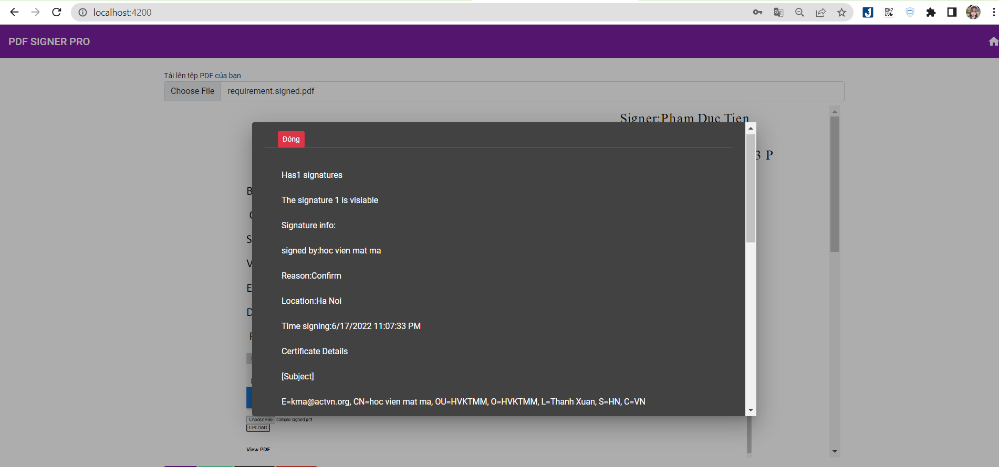 localhost:4200
PDF SIGNER PRO
Tải lên tệp PDF của bạn
Choose File requirement.signed.pdf
Signer:Pham Duc Tien
3 P
Đóng
Has1 signatures
The signature 1 is visiable
Signature info:
signed by:hoc vien mat ma
Reason:Confirm
Location:Ha Noi
Time signing:6/17/2022 11:07:33 PM
Certificate Details
[Subject]
E=kma@actvn.org, CN=hoc vien mat ma, OU=HVKTMM, O=HVKTMM, L=Thanh Xuan, S=HN, C=VN
B
S
V
E
D
Choose File sample.signed.pdf
UPLOAD
View PDF